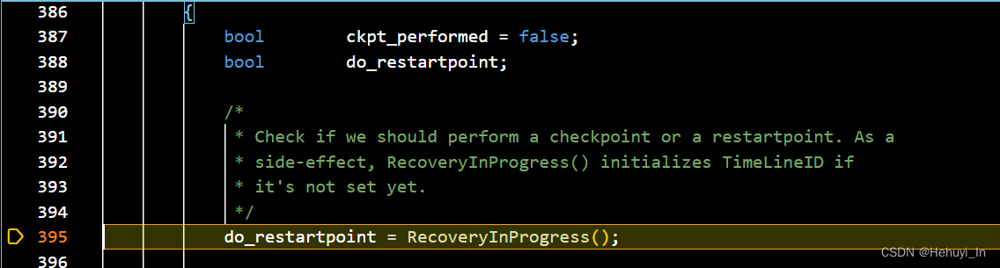 386 {
387 bool ckpt_performed = false;
388 bool do_restartpoint;
389
390 /*
391 * Check if we should perform a checkpoint or a restartpoint. As a
392 * side-effect, RecoveryInProgress() initializes TimeLineID if
393 * it's not set yet.
394 */
395 do_restartpoint = RecoveryInProgress();
396
CSDN @Hehuyi_In